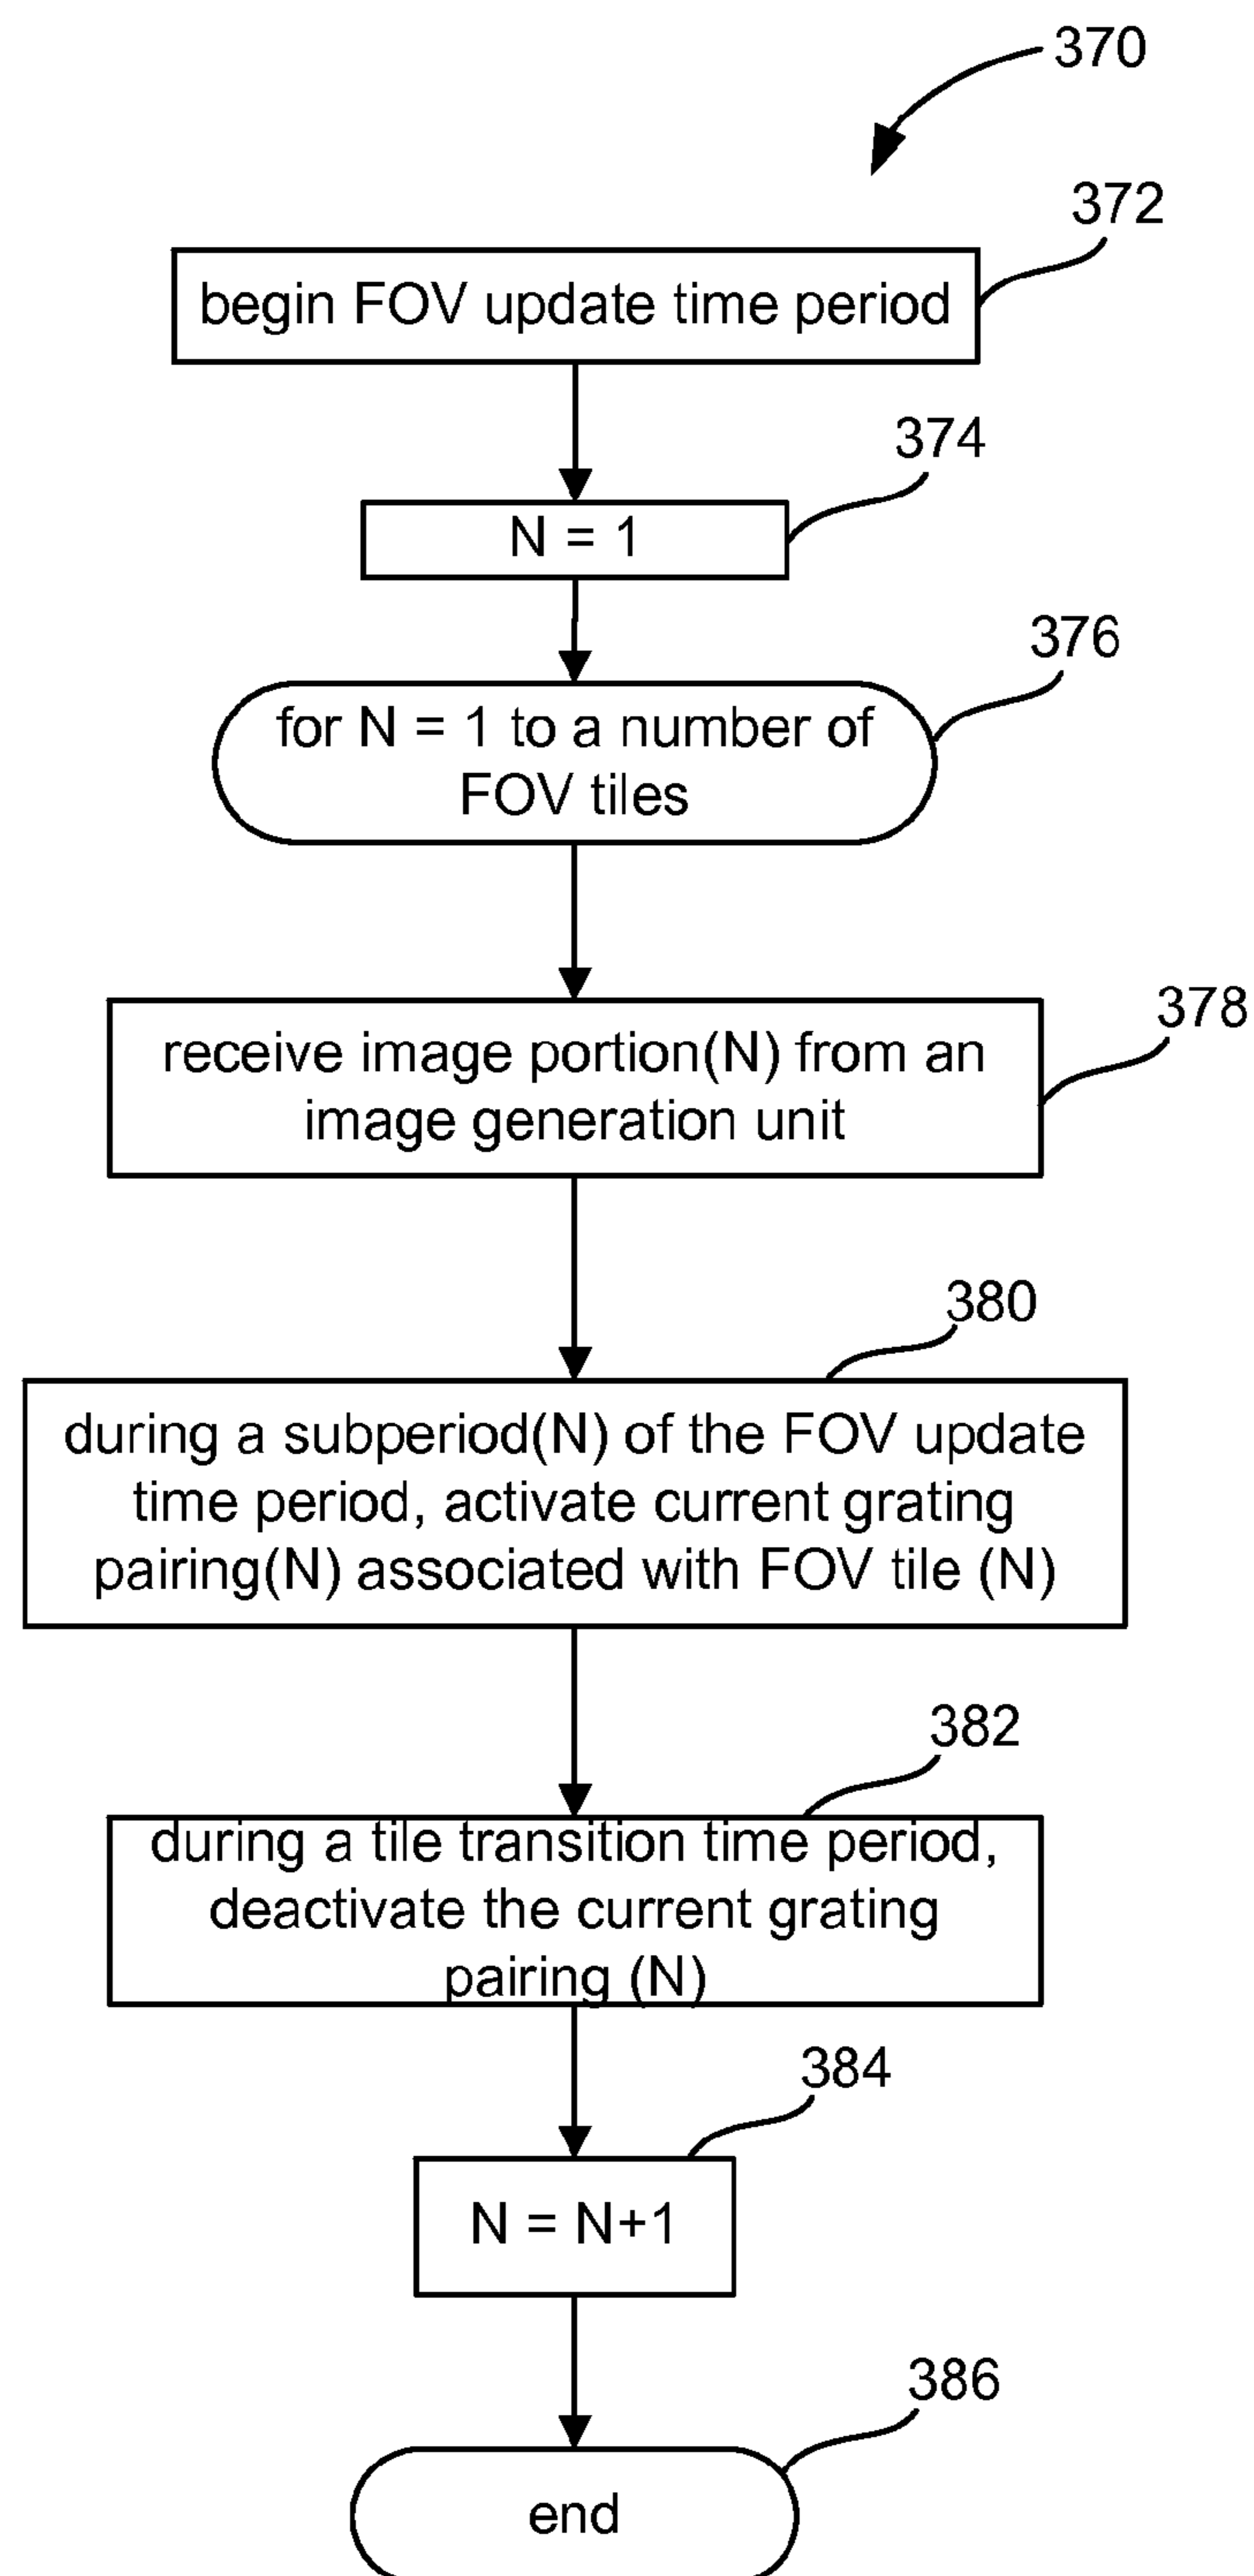 370
372
begin FOV update time period
374
N = 1
376
for N = 1 to a number of
FOV tiles
378
receive image portion(N) from an
image generation unit
380
during a subperiod(N) of the FOV update
time period, activate current grating
pairing(N) associated with FOV tile (N)
382
during a tile transition time period,
deactivate the current grating
pairing (N)
384
N = N+1
386
end